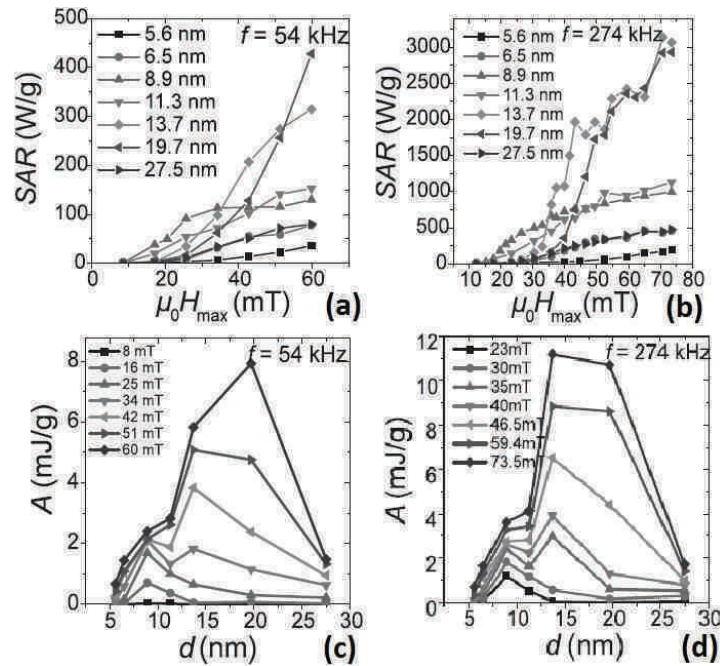 500
400
300
200
100
0
SAR (W/g)
f = 54 kHz
5.6 nm
6.5 nm
8.9 nm
11.3 nm
13.7 nm
19.7 nm
27.5 nm
0 20 40 60
μ₀Hmax (mT)
(a)
3000
2500
2000
1500
1000
500
0
SAR (W/g)
f = 274 kHz
5.6 nm
6.5 nm
8.9 nm
11.3 nm
13.7 nm
19.7 nm
27.5 nm
10 20 30 40 50 60 70 80
μ₀Hmax (mT)
(b)
8
6
4
2
0
A (mJ/g)
f = 54 kHz
8 mT
16 mT
25 mT
34 mT
42 mT
51 mT
60 mT
0 5 10 15 20 25 30
d (nm)
(c)
12
10
8
6
4
2
0
A (mJ/g)
f = 274 kHz
23mT
30mT
35mT
40mT
46.5mT
59.4mT
73.5mT
0 5 10 15 20 25 30
d (nm)
(d)